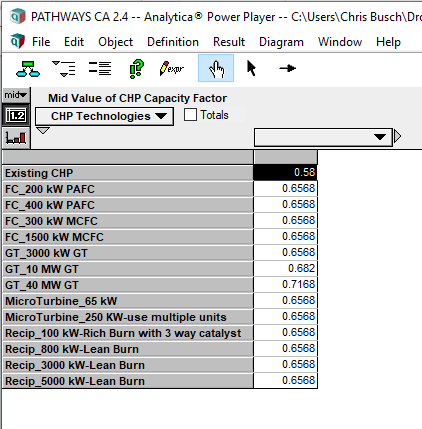 PATHWAYS CA 2.4 -- Analytica® Power Player -- C:\Users\Chris Busch\Dro
File Edit Object Definition Result Diagram Window Help
expr
mid
Mid Value of CHP Capacity Factor
1.2
CHP Technologies
Totals
Existing CHP 0.58
FC_200 kW PAFC 0.6568
FC_400 kW PAFC 0.6568
FC_300 kW MCFC 0.6568
FC_1500 kW MCFC 0.6568
GT_3000 kW GT 0.6568
GT_10 MW GT 0.682
GT_40 MW GT 0.7168
MicroTurbine_65 kW 0.6568
MicroTurbine_250 KW-use multiple units 0.6568
Recip_100 kW-Rich Burn with 3 way catalyst 0.6568
Recip_800 kW-Lean Burn 0.6568
Recip_3000 kW-Lean Burn 0.6568
Recip_5000 kW-Lean Burn 0.6568